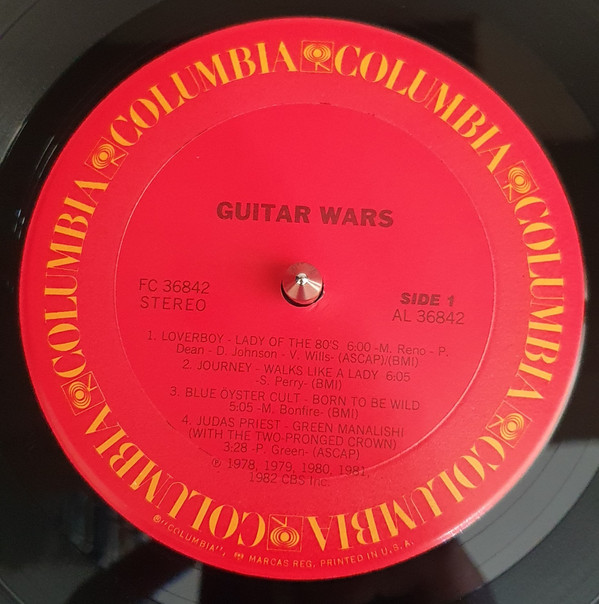 COLUMBIA COLUMBIA COLUMBIA COLUMBIA COLUMBIA COLUMBIA COLUMBIA COLUMBIA
GUITAR WARS
FC 36842
STEREO
SIDE 1
AL 36842
1. LOVERBOY - LADY OF THE 80'S 6:00 -M. Reno - P.
Dean - D. Johnson - V. Wills- (ASCAP)/(BMI)
2. JOURNEY - WALKS LIKE A LADY 6:05
-S. Perry- (BMI)
3. BLUE ÖYSTER CULT - BORN TO BE WILD
5:05 -M. Bonfire- (BMI)
4. JUDAS PRIEST - GREEN MANALISHI
(WITH THE TWO-PRONGED CROWN)
3:28 -P. Green- (ASCAP)
℗ 1978, 1979, 1980, 1981,
1982 CBS Inc.
® "COLUMBIA", MARCAS REG. PRINTED IN U.S.A.